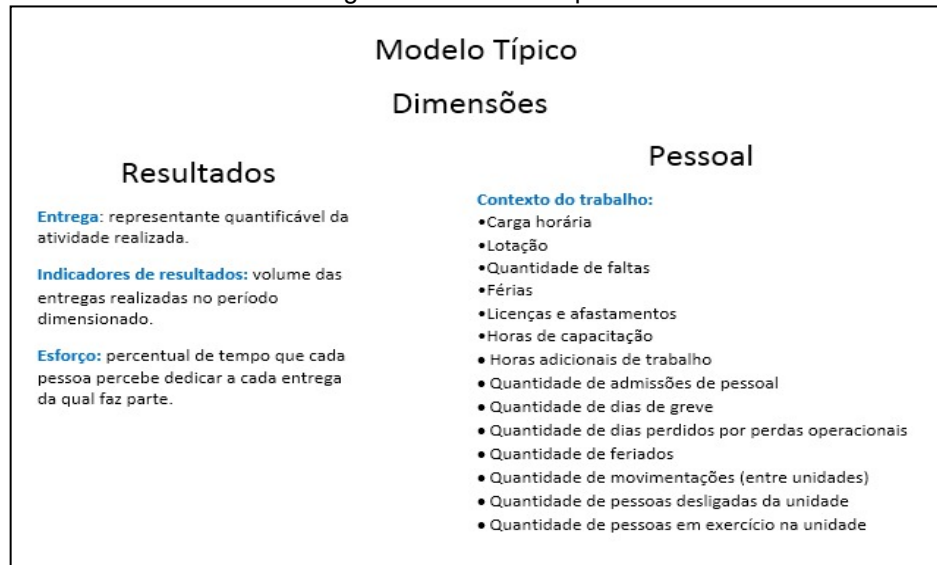 Modelo Típico
Dimensões
Resultados
Entrega: representante quantificável da
atividade realizada.
Indicadores de resultados: volume das
entregas realizadas no período
dimensionado.
Esforço: percentual de tempo que cada
pessoa percebe dedicar a cada entrega
da qual faz parte.
Pessoal
Contexto do trabalho:
•Carga horária
•Lotação
•Quantidade de faltas
•Férias
•Licenças e afastamentos
•Horas de capacitação
• Horas adicionais de trabalho
• Quantidade de admissões de pessoal
• Quantidade de dias de greve
• Quantidade de dias perdidos por perdas operacionais
• Quantidade de feriados
• Quantidade de movimentações (entre unidades)
• Quantidade de pessoas desligadas da unidade
• Quantidade de pessoas em exercício na unidade